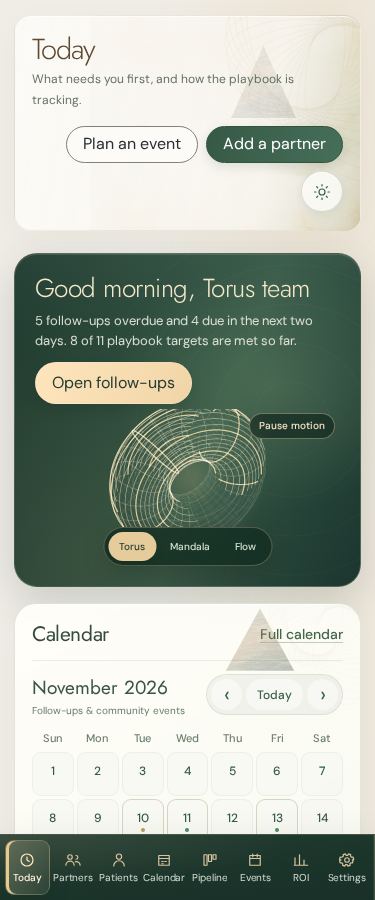 Today
What needs you first, and how the playbook is
tracking.
Plan an event
Add a partner
Good morning, Torus team
5 follow-ups overdue and 4 due in the next two
days. 8 of 11 playbook targets are met so far.
Open follow-ups
Pause motion
Torus Mandala Flow
Calendar
Full calendar
November 2026
Follow-ups & community events
‹ Today ›
Sun Mon Tue Wed Thu Fri Sat
1 2 3 4 5 6 7
8 9 10 11 12 13 14
Today Partners Patients Calendar Pipeline Events ROI Settings